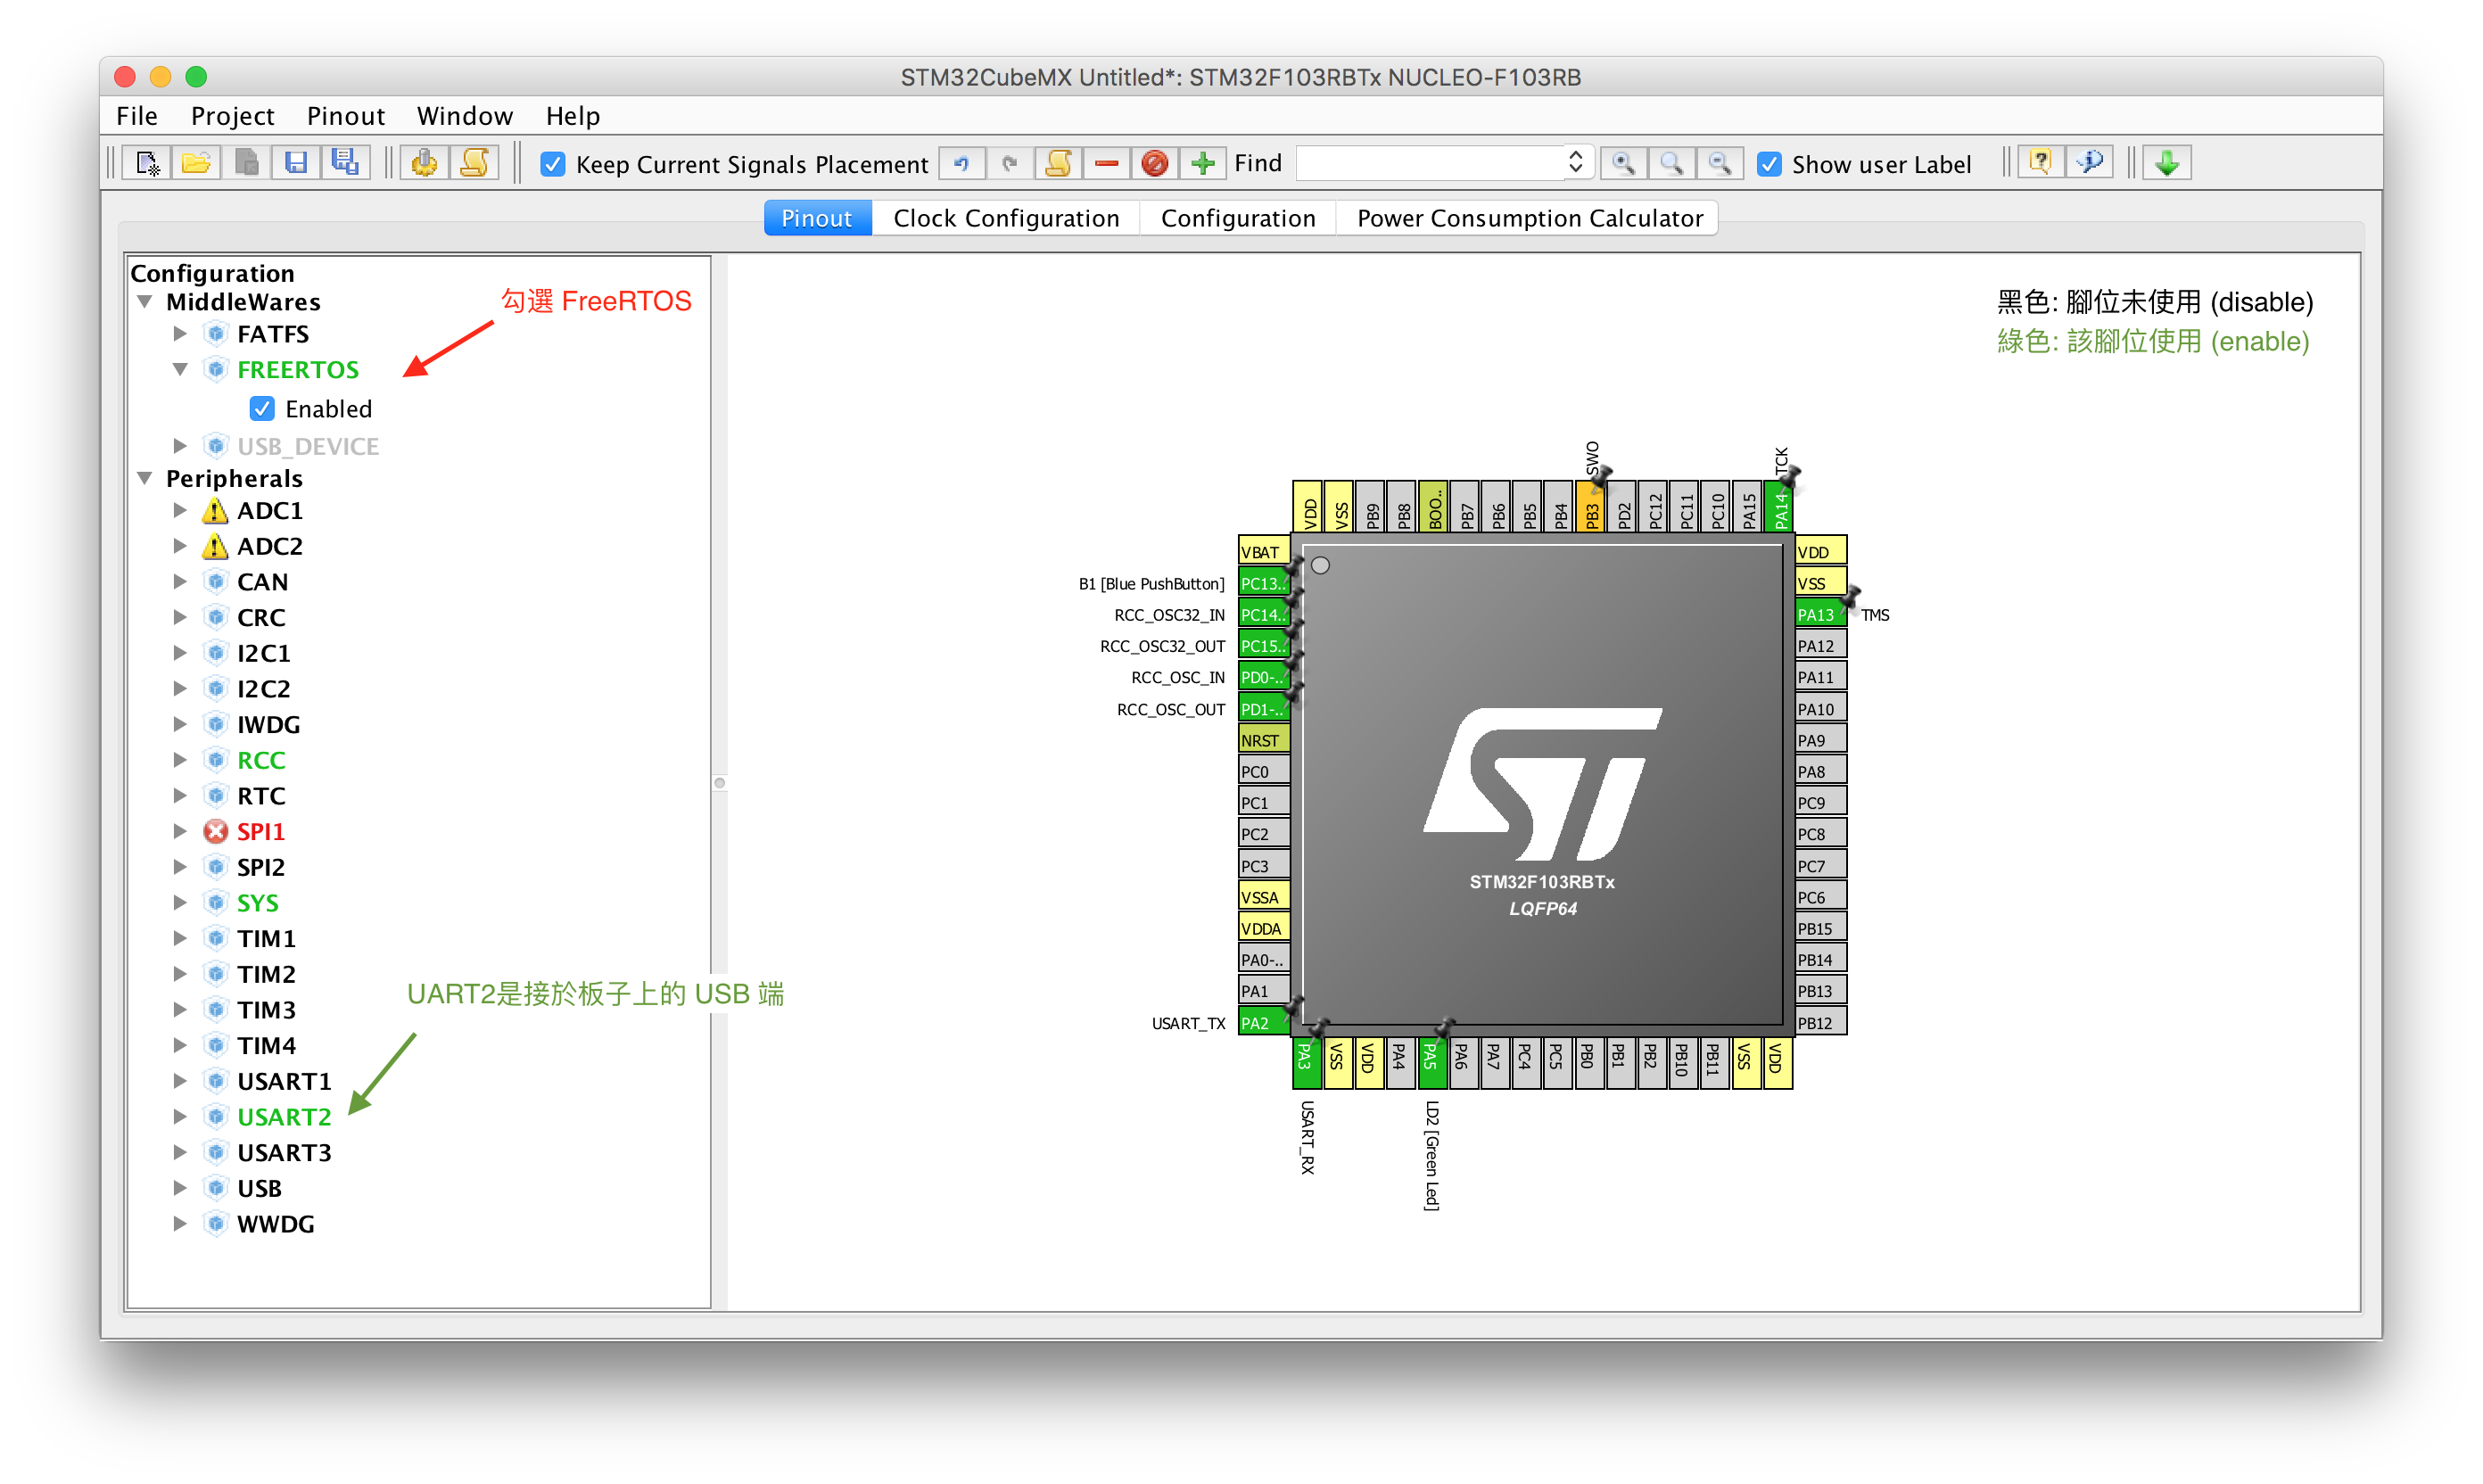 STM32CubeMX Untitled*: STM32F103RBTx NUCLEO-F103RB
File Project Pinout Window Help
Keep Current Signals Placement Find Show user Label
Pinout Clock Configuration Configuration Power Consumption Calculator
Configuration
MiddleWares
勾選 FreeRTOS
FATFS
FREERTOS
Enabled
USB_DEVICE
Peripherals
ADC1
ADC2
CAN
CRC
I2C1
I2C2
IWDG
RCC
RTC
SPI1
SPI2
SYS
TIM1
TIM2
UART2是接於板子上的 USB 端
TIM3
TIM4
USART1
USART2
USART3
USB
WWDG
黑色: 腳位未使用 (disable)
綠色: 該腳位使用 (enable)
SWO
TCK
VDD
VSS
PB9
PB8
BOO..
PB7
PB6
PB5
PB4
PB3
PD2
PC12
PC11
PC10
PA15
PA14
VBAT
B1 [Blue PushButton] PC13..
RCC_OSC32_IN PC14..
RCC_OSC32_OUT PC15..
RCC_OSC_IN PD0-..
RCC_OSC_OUT PD1-..
NRST
PC0
PC1
PC2
PC3
VSSA
VDDA
PA0-..
PA1
USART_TX PA2
STM32F103RBTx
LQFP64
VDD
VSS
PA13 TMS
PA12
PA11
PA10
PA9
PA8
PC9
PC8
PC7
PC6
PB15
PB14
PB13
PB12
PA3
VSS
VDD
PA4
PA5
PA6
PA7
PC4
PC5
PB0
PB1
PB2
PB10
PB11
VSS
VDD
USART_RX
LD2 [Green Led]